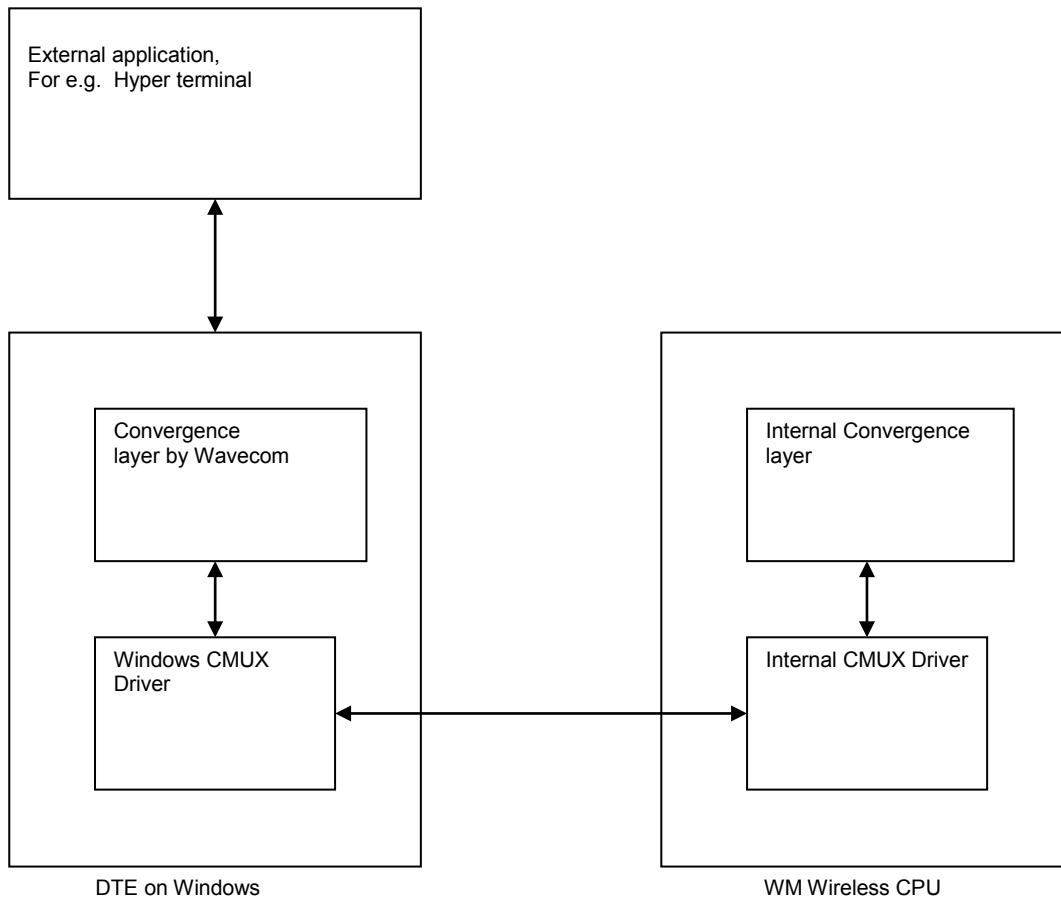 External application,
For e.g. Hyper terminal
Convergence
layer by Wavecom
Internal Convergence
layer
Windows CMUX
Driver
Internal CMUX Driver
DTE on Windows
WM Wireless CPU